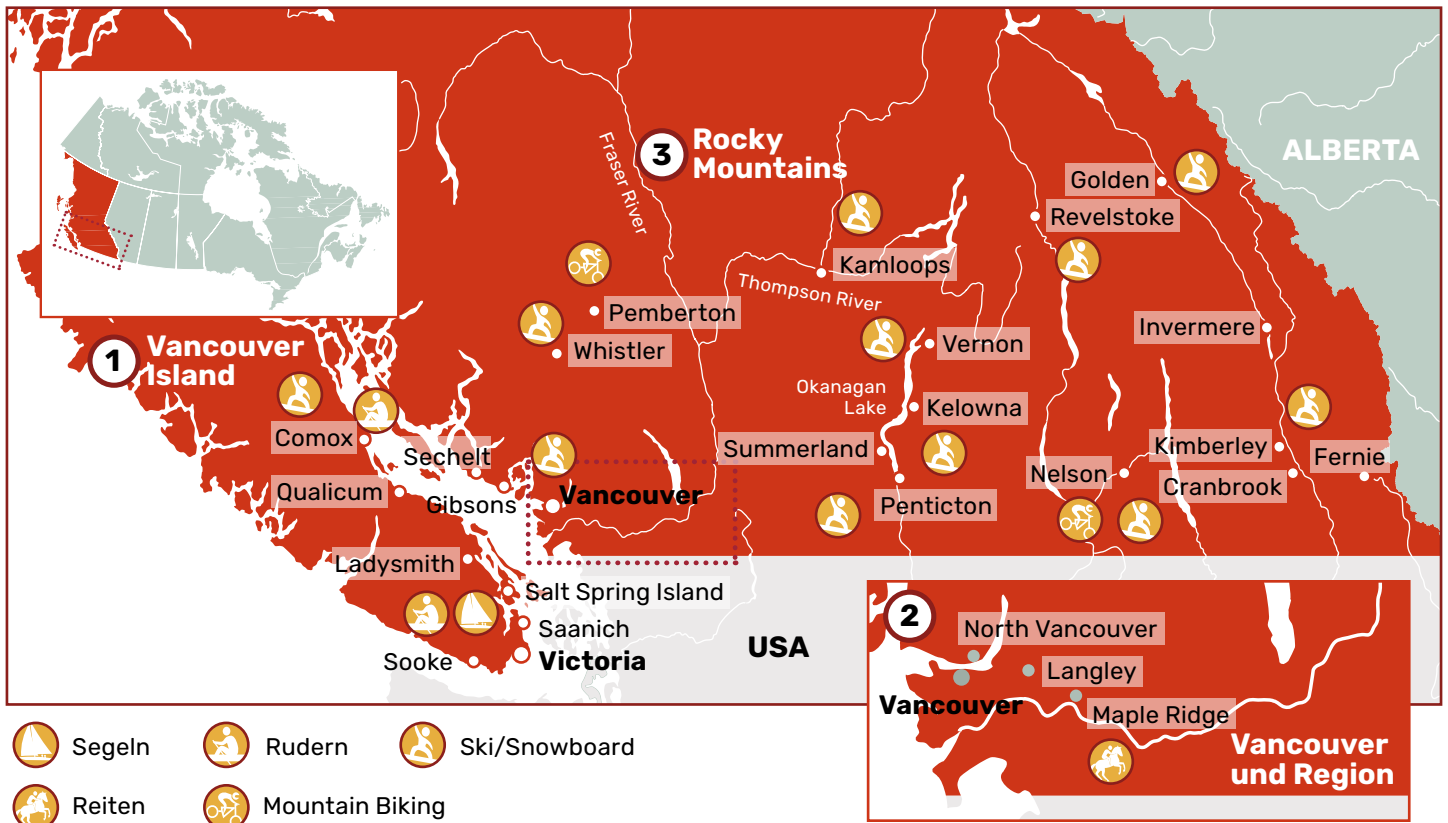 3
Rocky
Mountains
ALBERTA
Fraser River
Golden
Revelstoke
Kamloops
Thompson River
Pemberton
Invermere
1
Vancouver
Island
Whistler
Vernon
Okanagan
Lake
Kelowna
Comox
Sechelt
Summerland
Kimberley
Fernie
Nelson
Cranbrook
Qualicum
Gibsons
Vancouver
Penticton
Ladysmith
Salt Spring Island
Saanich
Sooke
Victoria
USA
2
North Vancouver
Langley
Vancouver
Maple Ridge
Vancouver
und Region
Segeln
Rudern
Ski/Snowboard
Reiten
Mountain Biking